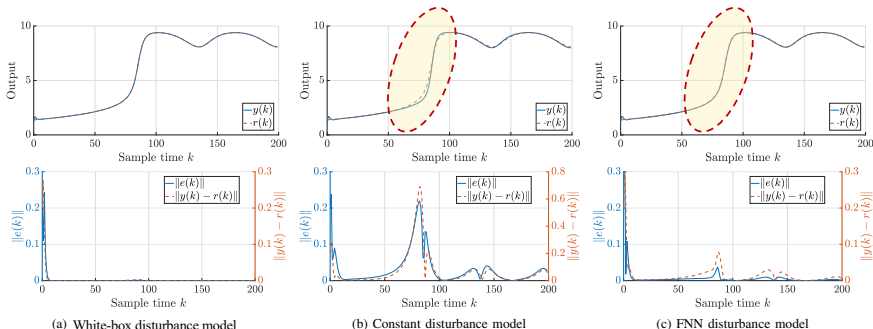 10
5
0
Output
0 50 100 150 200
Sample time k
y(k)
r(k)
0.3
0.2
0.1
0
‖e(k)‖
0.3
0.2
0.1
0
‖y(k) − r(k)‖
‖e(k)‖
‖y(k) − r(k)‖
0 50 100 150 200
Sample time k
(a) White-box disturbance model
10
5
0
Output
0 50 100 150 200
Sample time k
y(k)
r(k)
0.3
0.2
0.1
0
‖e(k)‖
0.8
0.6
0.4
0.2
0
‖y(k) − r(k)‖
‖e(k)‖
‖y(k) − r(k)‖
0 50 100 150 200
Sample time k
(b) Constant disturbance model
10
5
0
Output
0 50 100 150 200
Sample time k
y(k)
r(k)
0.3
0.2
0.1
0
‖e(k)‖
0.3
0.2
0.1
0
‖y(k) − r(k)‖
‖e(k)‖
‖y(k) − r(k)‖
0 50 100 150 200
Sample time k
(c) FNN disturbance model